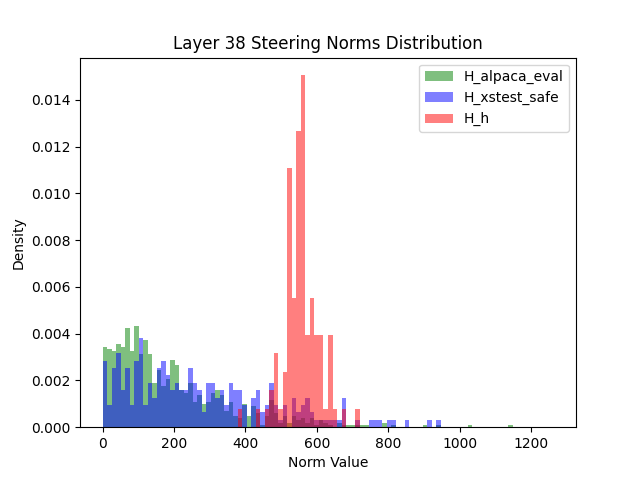 Layer 38 Steering Norms Distribution
H_alpaca_eval
H_xstest_safe
H_h
0.014
0.012
0.010
0.008
0.006
0.004
0.002
0.000
Density
0 200 400 600 800 1000 1200
Norm Value